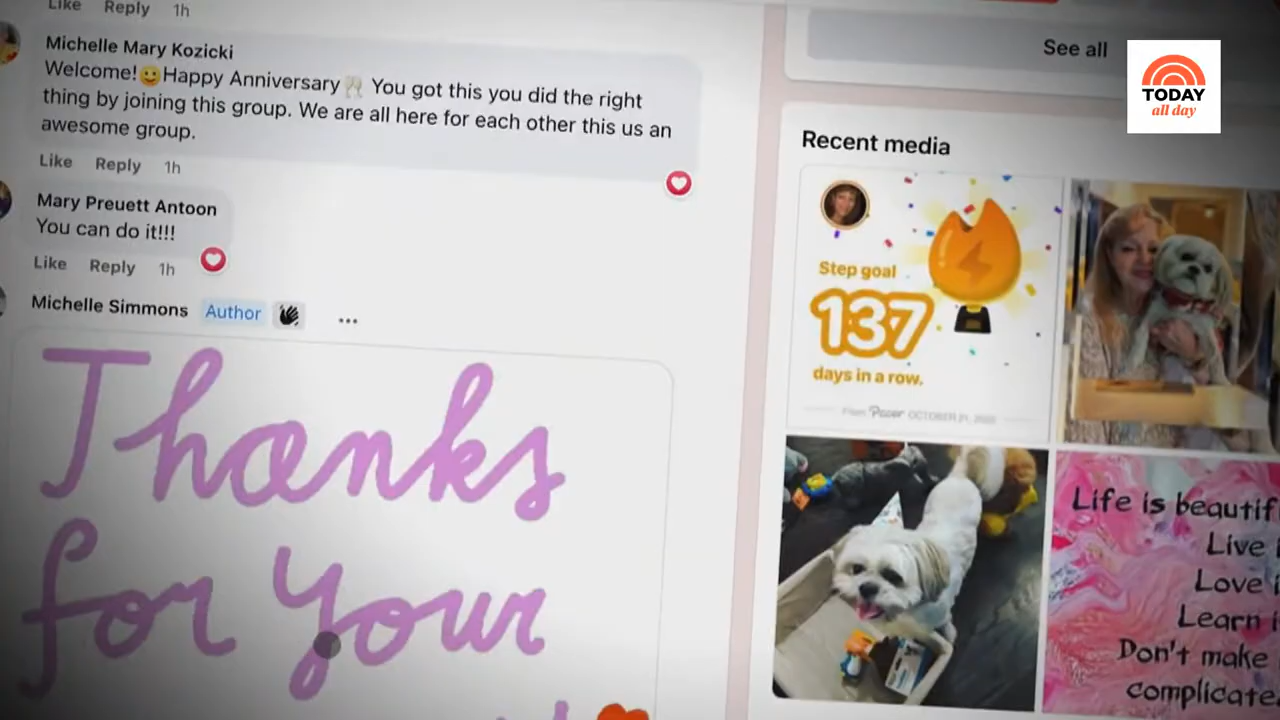 Like Reply 1h
Michelle Mary Kozicki
Welcome!😀Happy Anniversary🥂 You got this you did the right
thing by joining this group. We are all here for each other this us an
awesome group.
Like Reply 1h
Mary Preuett Antoon
You can do it!!!
Like Reply 1h
Michelle Simmons Author
Thanks
for your
See all
TODAY
all day
Recent media
Step goal
137
days in a row.
From Pacer
Life is beautif
Live i
Love i
Learn i
Don't make
complicate